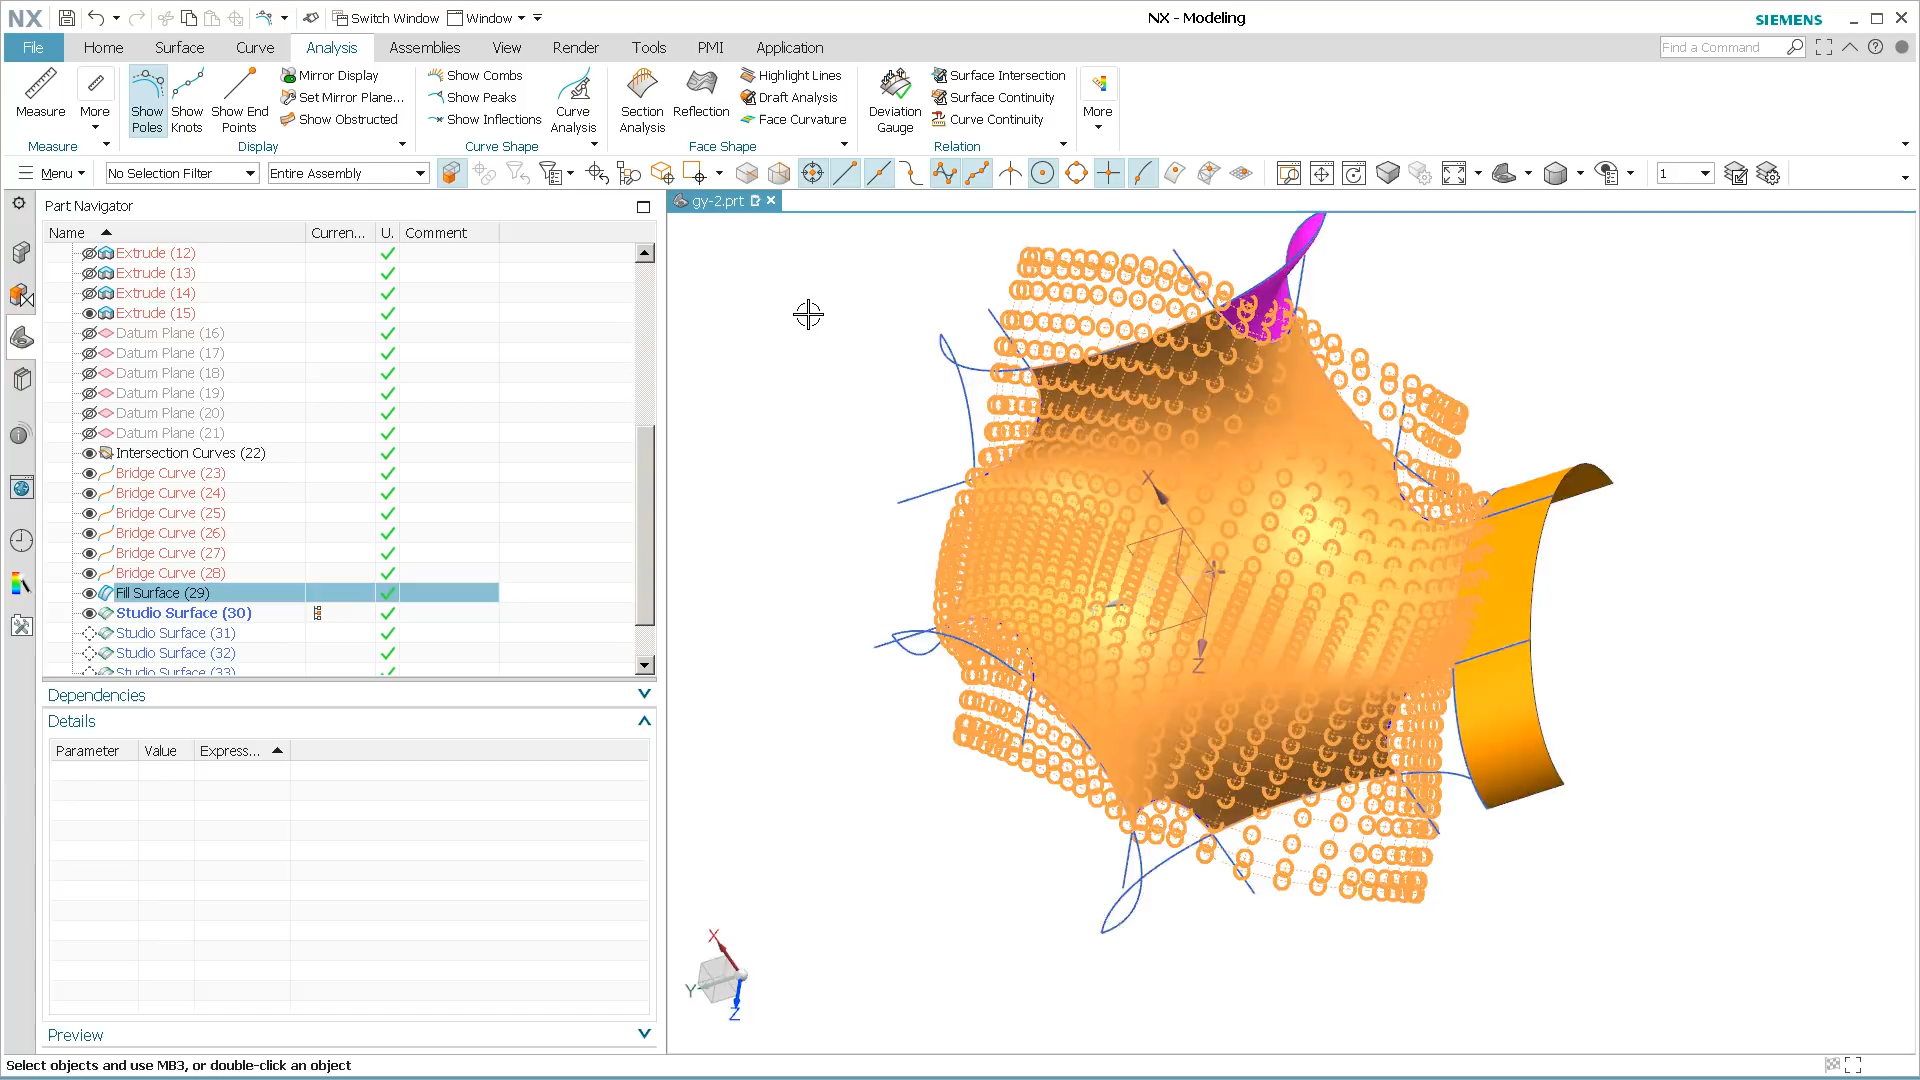 NX
Switch Window
Window
NX - Modeling
SIEMENS
File
Home
Surface
Curve
Analysis
Assemblies
View
Render
Tools
PMI
Application
Find a Command
Measure
More
Show Poles
Show Knots
Show End Points
Mirror Display
Set Mirror Plane...
Show Obstructed
Show Combs
Show Peaks
Show Inflections
Curve Analysis
Section Analysis
Reflection
Highlight Lines
Draft Analysis
Face Curvature
Deviation Gauge
Surface Intersection
Surface Continuity
Curve Continuity
More
Measure
Display
Curve Shape
Face Shape
Relation
Menu
No Selection Filter
Entire Assembly
1
Part Navigator
gy-2.prt
Name
Curren...
U.
Comment
Extrude (12)
Extrude (13)
Extrude (14)
Extrude (15)
Datum Plane (16)
Datum Plane (17)
Datum Plane (18)
Datum Plane (19)
Datum Plane (20)
Datum Plane (21)
Intersection Curves (22)
Bridge Curve (23)
Bridge Curve (24)
Bridge Curve (25)
Bridge Curve (26)
Bridge Curve (27)
Bridge Curve (28)
Fill Surface (29)
Studio Surface (30)
Studio Surface (31)
Studio Surface (32)
Studio Surface (33)
Dependencies
Details
Parameter
Value
Express...
Preview
X
Z
X
Y
Z
Select objects and use MB3, or double-click an object